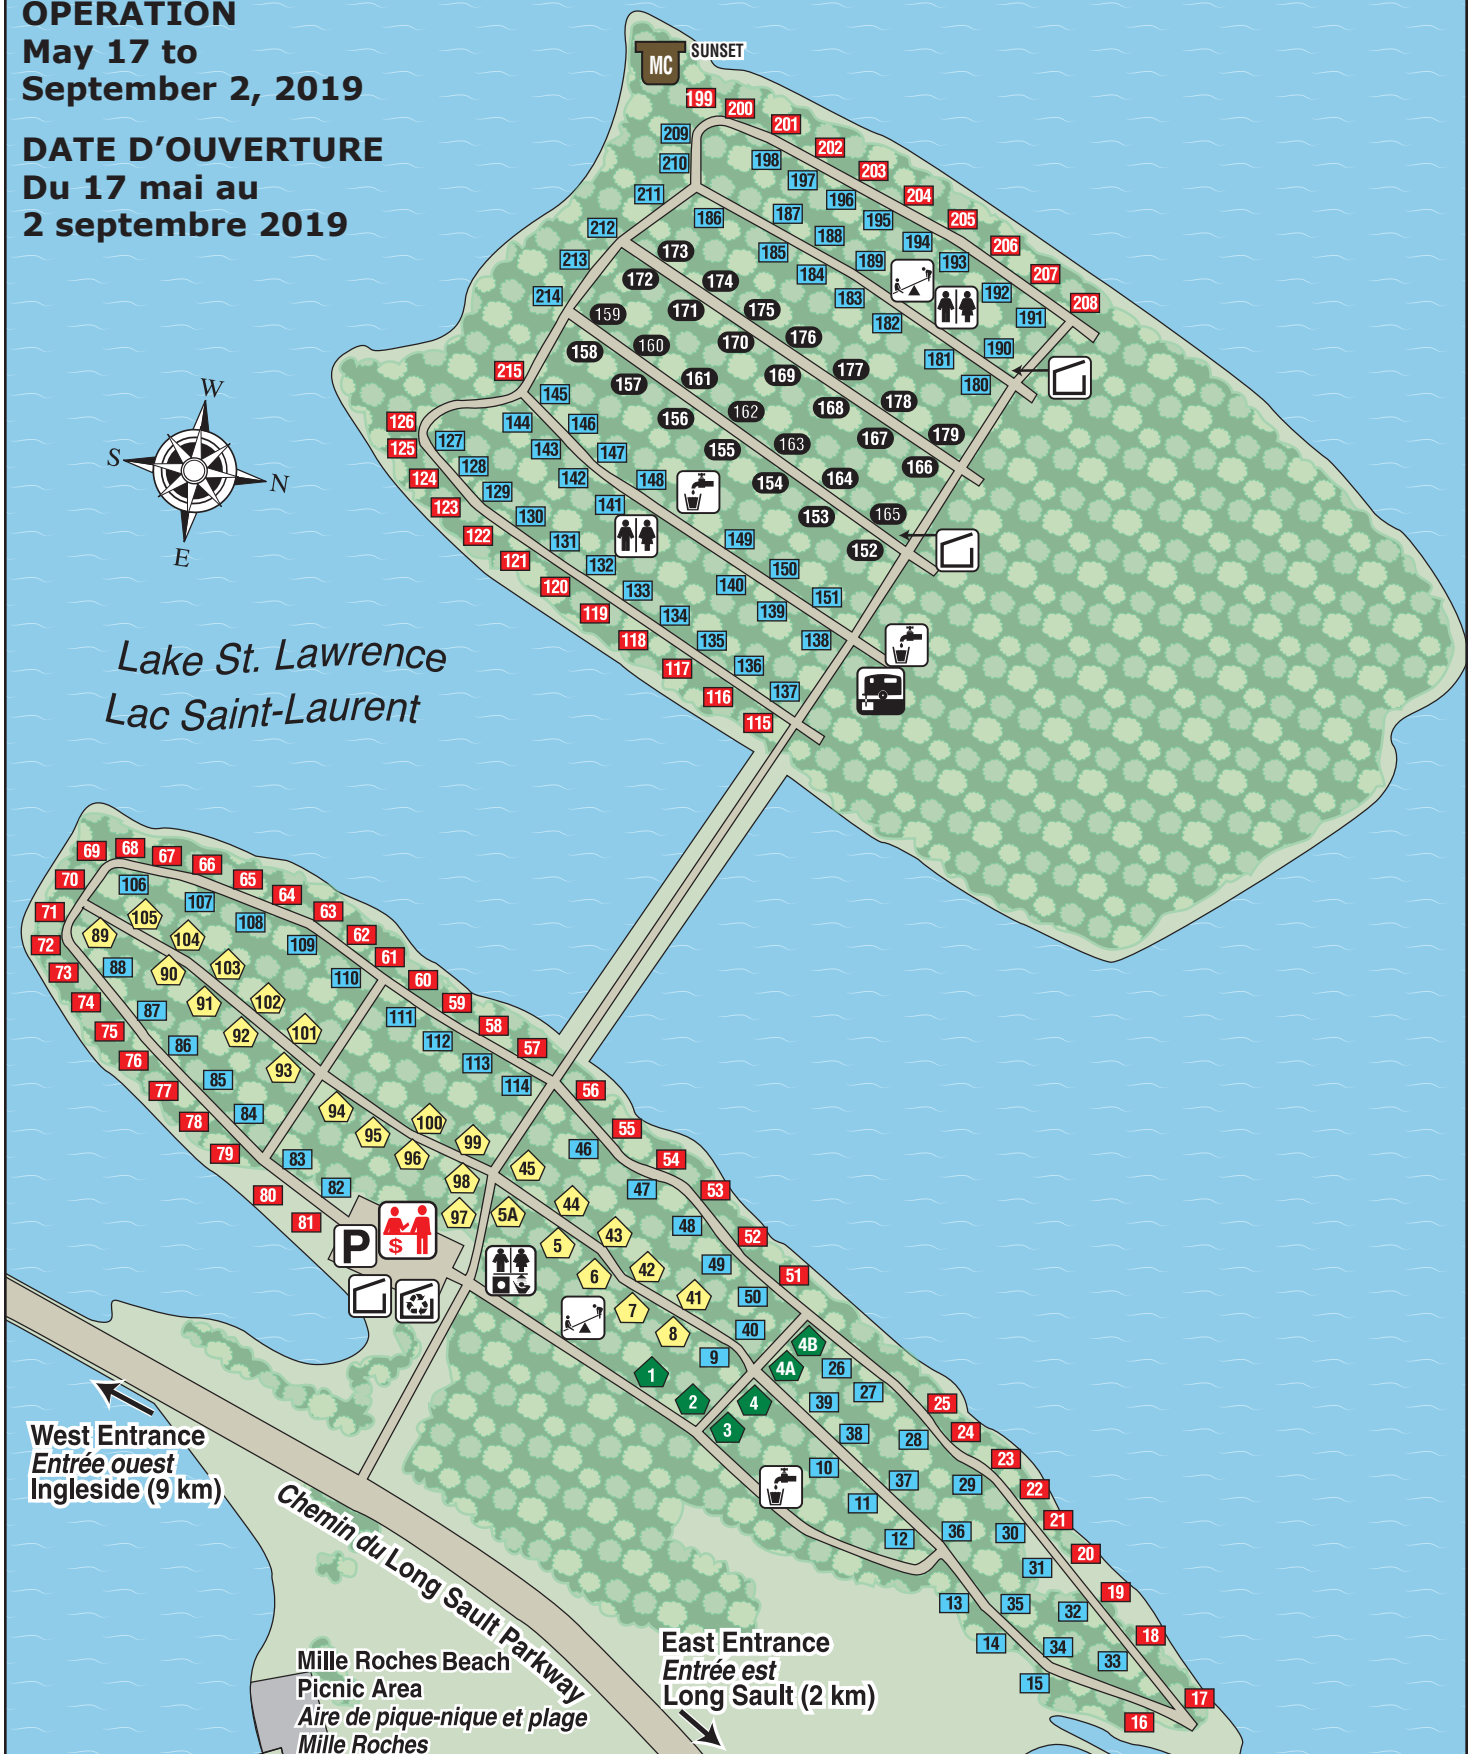 OPERATION
May 17 to
September 2, 2019
DATE D'OUVERTURE
Du 17 mai au
2 septembre 2019
MC SUNSET
199 200 201 202 203 204 205 206 207 208
209 198 197 196 195 194 193 192 191 190
210 211 186 187 188 189
212 213 214 185 184 183 182 181 180
173 174 175 176 177 178 179
172 171 170 169 168 167 166
159 160 161 162 163 164 165
158 157 156 155 154 153 152
215 145 146 147 148 149 150 151
144 143 142 141 140 139 138
126 127 128 129 130 131 132 133 134 135 136 137
125 124 123 122 121 120 119 118 117 116 115
W
S
N
E
Lake St. Lawrence
Lac Saint-Laurent
69 68 67 66 65 64 63 62 61 60 59 58 57
70 71 72 73 74 75 76 77 78 79 80 81
106 107 108 109 110 111 112 113 114
105 104 103 102 101 100 99
89 90 91 92 93 94 95 96 98 97
88 87 86 85 84 83 82
P $
56 55 54 53 52 51
46 47 48 49 50 40
45 44 43 42 41
5A 5 6 7 8 9
1 2 3 4 4A 4B
26 27 28 29 30 31 32 33
39 38 37 36 35 34
25 24 23 22 21 20 19 18 17 16
10 11 12 13 14 15
West Entrance
Entrée ouest
Ingleside (9 km)
Chemin du Long Sault Parkway
Mille Roches Beach
Picnic Area
Aire de pique-nique et plage
Mille Roches
East Entrance
Entrée est
Long Sault (2 km)